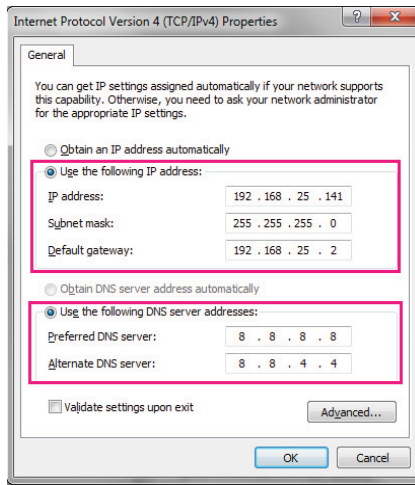 Internet Protocol Version 4 (TCP/IPv4) Properties
General
You can get IP settings assigned automatically if your network supports
this capability. Otherwise, you need to ask your network administrator
for the appropriate IP settings.
Obtain an IP address automatically
Use the following IP address:
IP address: 192 . 168 . 25 . 141
Subnet mask: 255 . 255 . 255 . 0
Default gateway: 192 . 168 . 25 . 2
Obtain DNS server address automatically
Use the following DNS server addresses:
Preferred DNS server: 8 . 8 . 8 . 8
Alternate DNS server: 8 . 8 . 4 . 4
Validate settings upon exit
Advanced...
OK Cancel